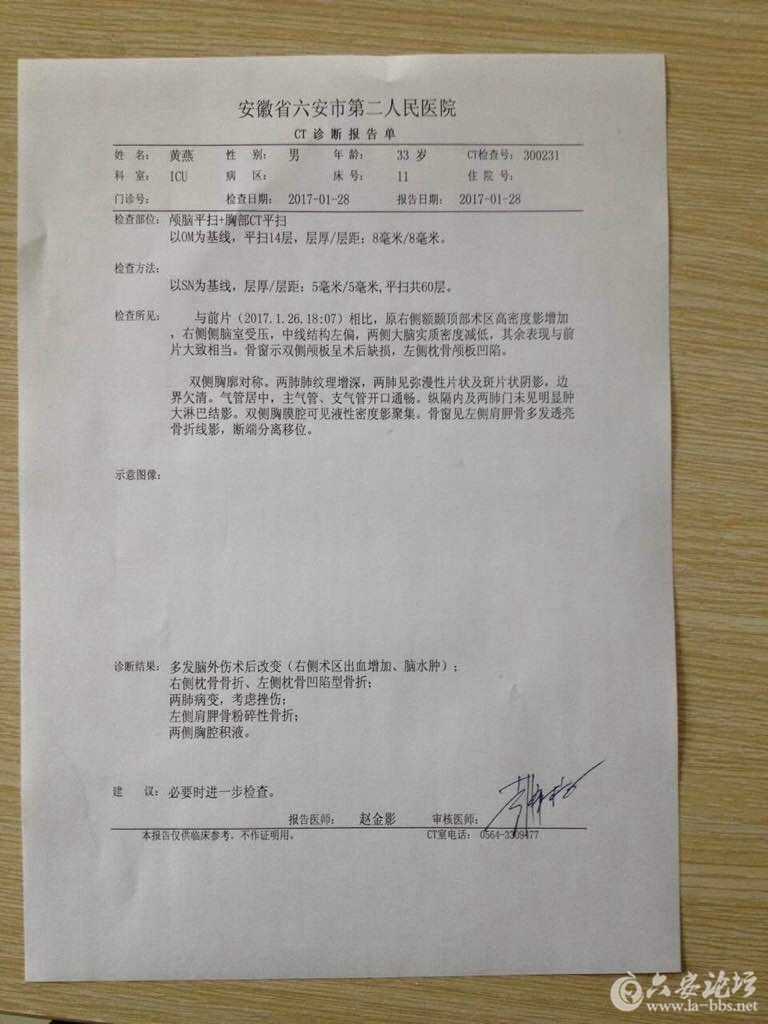 安徽省六安市第二人民医院
CT 诊断报告单
姓 名： 黄燕 性 别： 男 年 龄： 33 岁 CT检查号： 300231
科 室： ICU 病 区： 床 号： 11 住 院 号：
门诊号： 检查日期： 2017-01-28 报告日期： 2017-01-28
检查部位： 颅脑平扫+胸部CT平扫
以OM为基线，平扫14层，层厚/层距：8毫米/8毫米。
检查方法：
以SN为基线，层厚/层距：5毫米/5毫米,平扫共60层。
检查所见： 与前片（2017.1.26.18:07）相比，原右侧额颞顶部术区高密度影增加
，右侧侧脑室受压，中线结构左偏，两侧大脑实质密度减低，其余表现与前
片大致相当。骨窗示双侧颅板呈术后缺损，左侧枕骨颅板凹陷。
双侧胸廓对称。两肺肺纹理增深，两肺见弥漫性片状及斑片状阴影，边
界欠清。气管居中，主气管、支气管开口通畅。纵隔内及两肺门未见明显肿
大淋巴结影。双侧胸膜腔可见液性密度影聚集。骨窗见左侧肩胛骨多发透亮
骨折线影，断端分离移位。
示意图像：
诊断结果： 多发脑外伤术后改变（右侧术区出血增加、脑水肿）；
右侧枕骨骨折、左侧枕骨凹陷型骨折；
两肺病变，考虑挫伤；
左侧肩胛骨粉碎性骨折；
两侧胸腔积液。
建 议： 必要时进一步检查。
报告医师： 赵金影 审核医师：
本报告仅供临床参考，不作证明用。 CT室电话： 0564-3309477
六安论坛
www.la-bbs.net